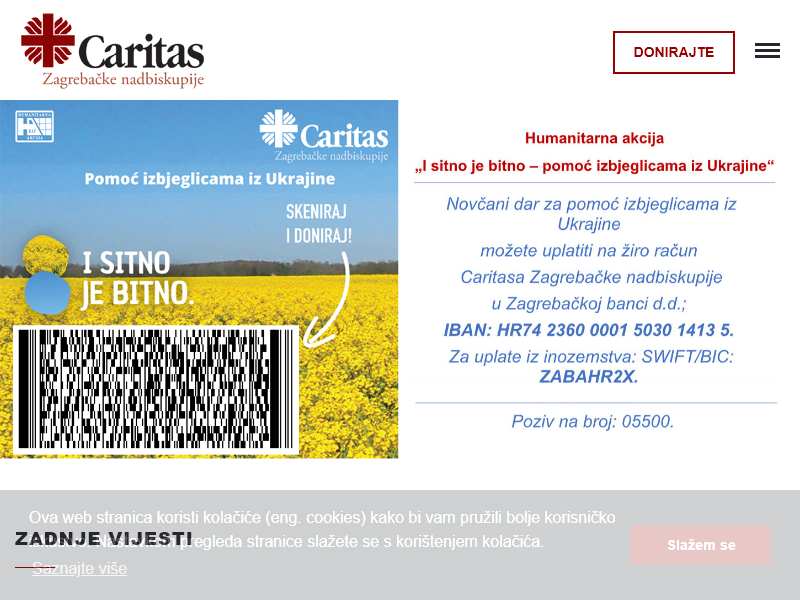 Caritas
Zagrebačke nadbiskupije
DONIRAJTE
HUMANITARNA
AKCIJA
Caritas
Zagrebačke nadbiskupije
Pomoć izbjeglicama iz Ukrajine
SKENIRAJ
I DONIRAJ!
I SITNO
JE BITNO.
Humanitarna akcija
„I sitno je bitno – pomoć izbjeglicama iz Ukrajine“
Novčani dar za pomoć izbjeglicama iz
Ukrajine
možete uplatiti na žiro račun
Caritasa Zagrebačke nadbiskupije
u Zagrebačkoj banci d.d.;
IBAN: HR74 2360 0001 5030 1413 5.
Za uplate iz inozemstva: SWIFT/BIC:
ZABAHR2X.
Poziv na broj: 05500.
Ova web stranica koristi kolačiće (eng. cookies) kako bi vam pružili bolje korisničko
pregleda stranice slažete se s korištenjem kolačića.
ZADNJE VIJESTI
Saznajte više
Slažem se